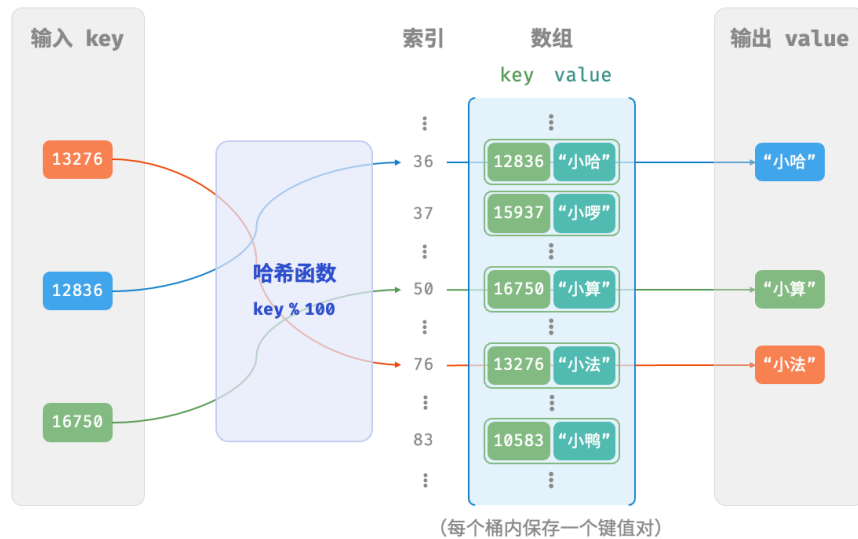 输入 key
索引
数组
输出 value
key value
13276
36
12836
“小哈”
“小哈”
37
15937
“小啰”
哈希函数
key % 100
12836
50
16750
“小算”
“小算”
76
13276
“小法”
“小法”
16750
83
10583
“小鸭”
（每个桶内保存一个键值对）